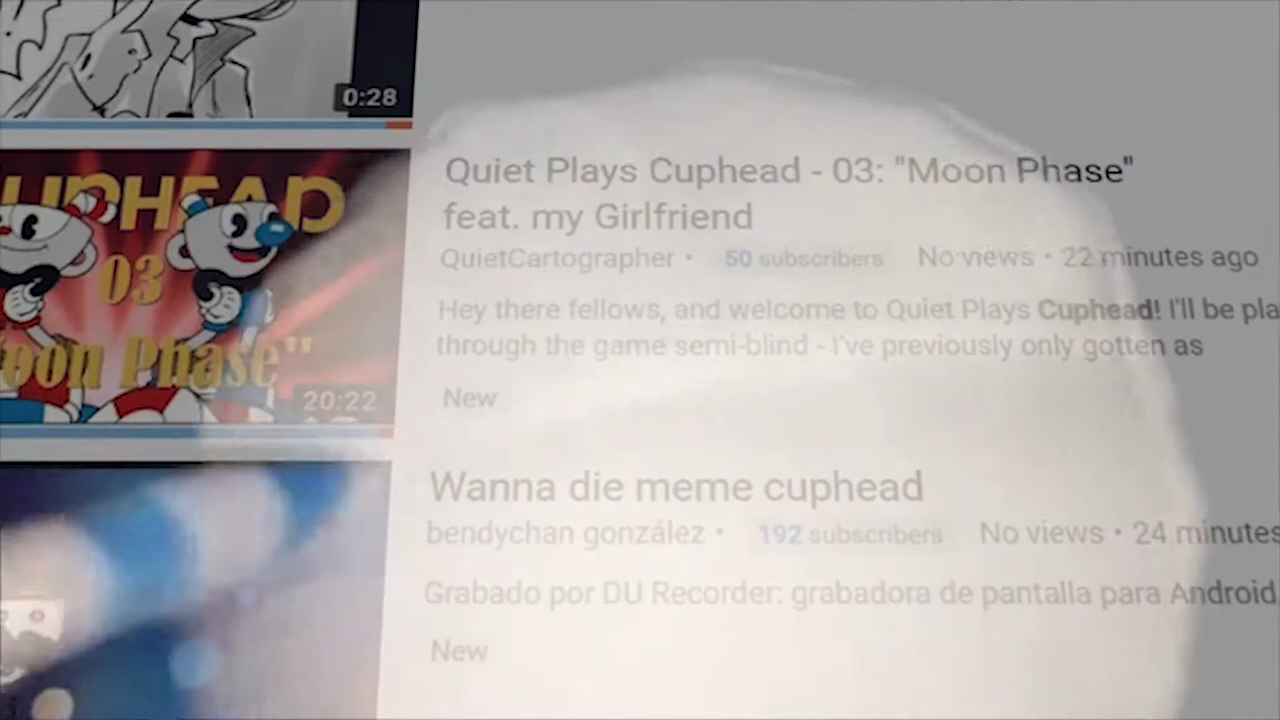 0:28
UPHEAD
03
oon Phase"
20:22
Quiet Plays Cuphead - 03: "Moon Phase"
feat. my Girlfriend
QuietCartographer • 50 subscribers No views • 22 minutes ago
Hey there fellows, and welcome to Quiet Plays Cuphead! I'll be pla
through the game semi-blind - I've previously only gotten as
New
Wanna die meme cuphead
bendychan gonzález • 192 subscribers No views • 24 minutes
Grabado por DU Recorder: grabadora de pantalla para Android
New